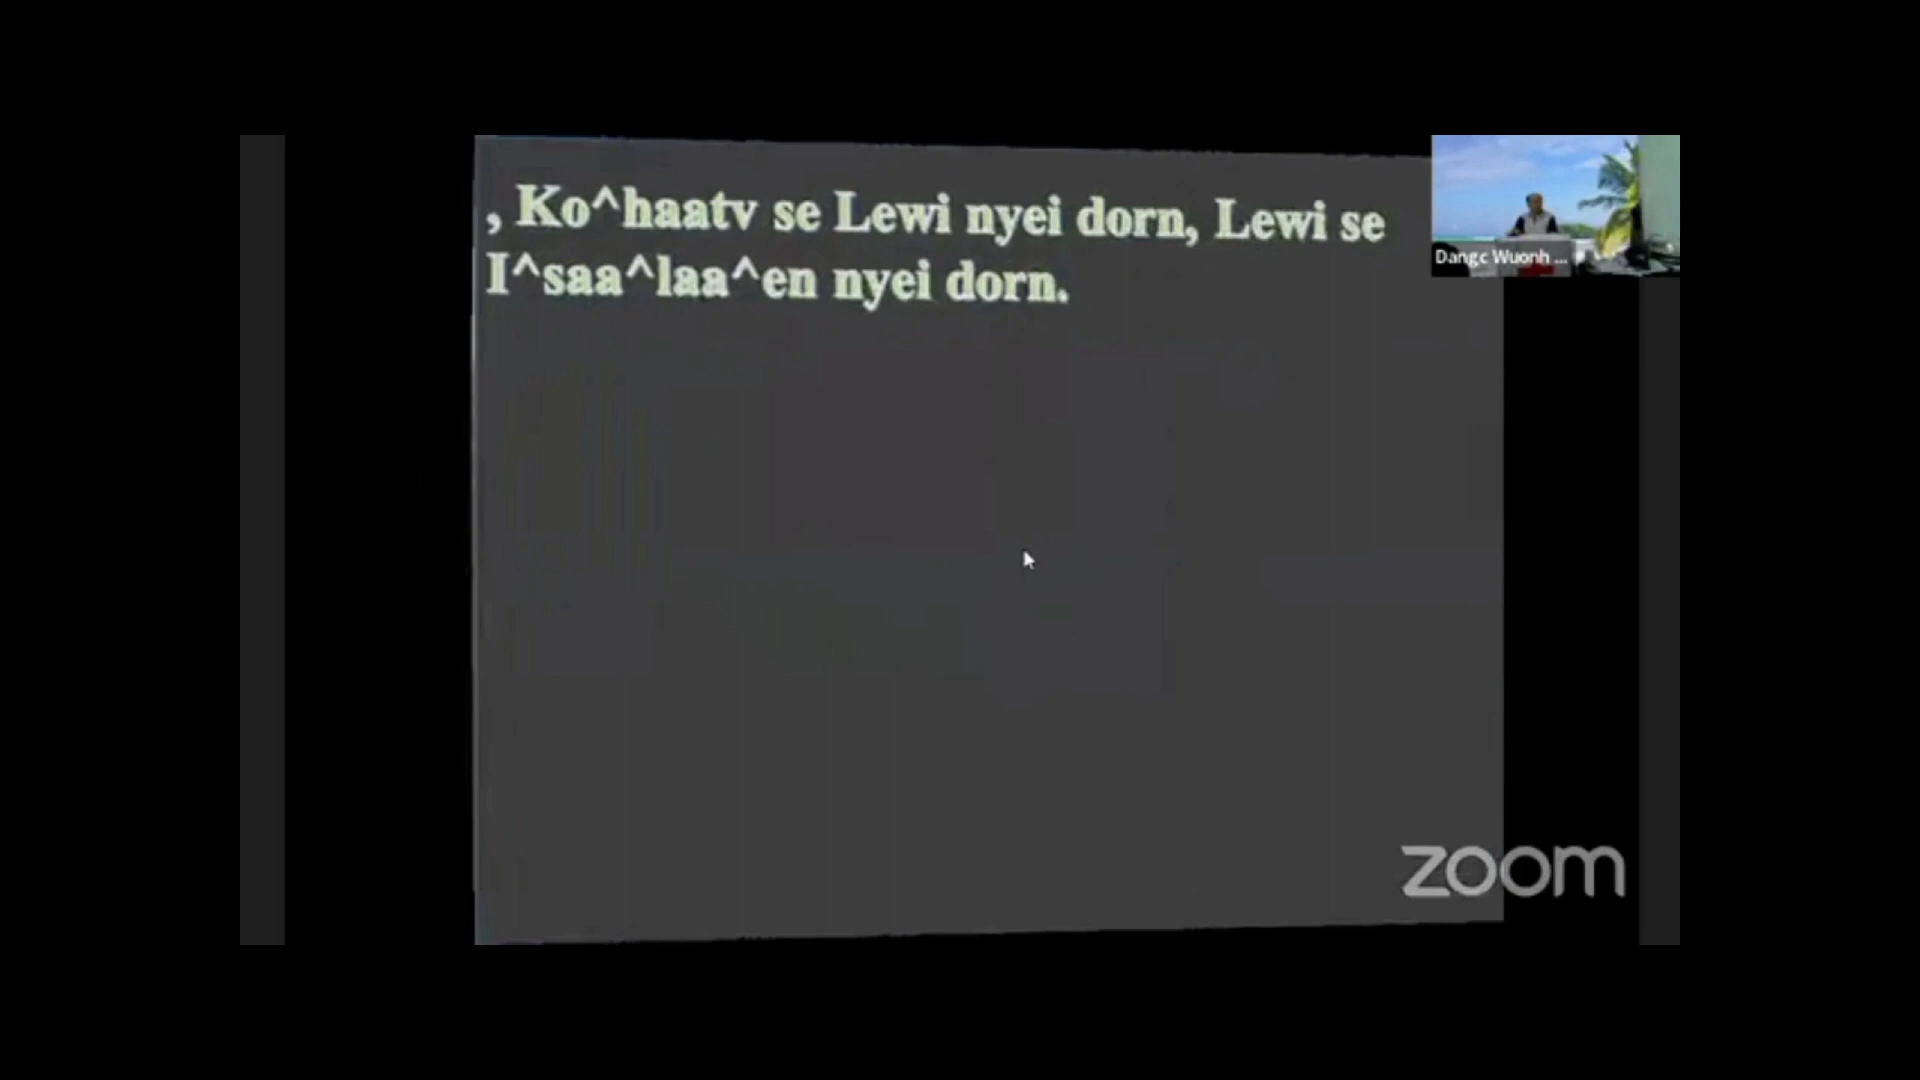 , Ko^haatv se Lewi nyei dorn, Lewi se
I^saa^laa^en nyei dorn.
Dangc Wuonh ...
zoom